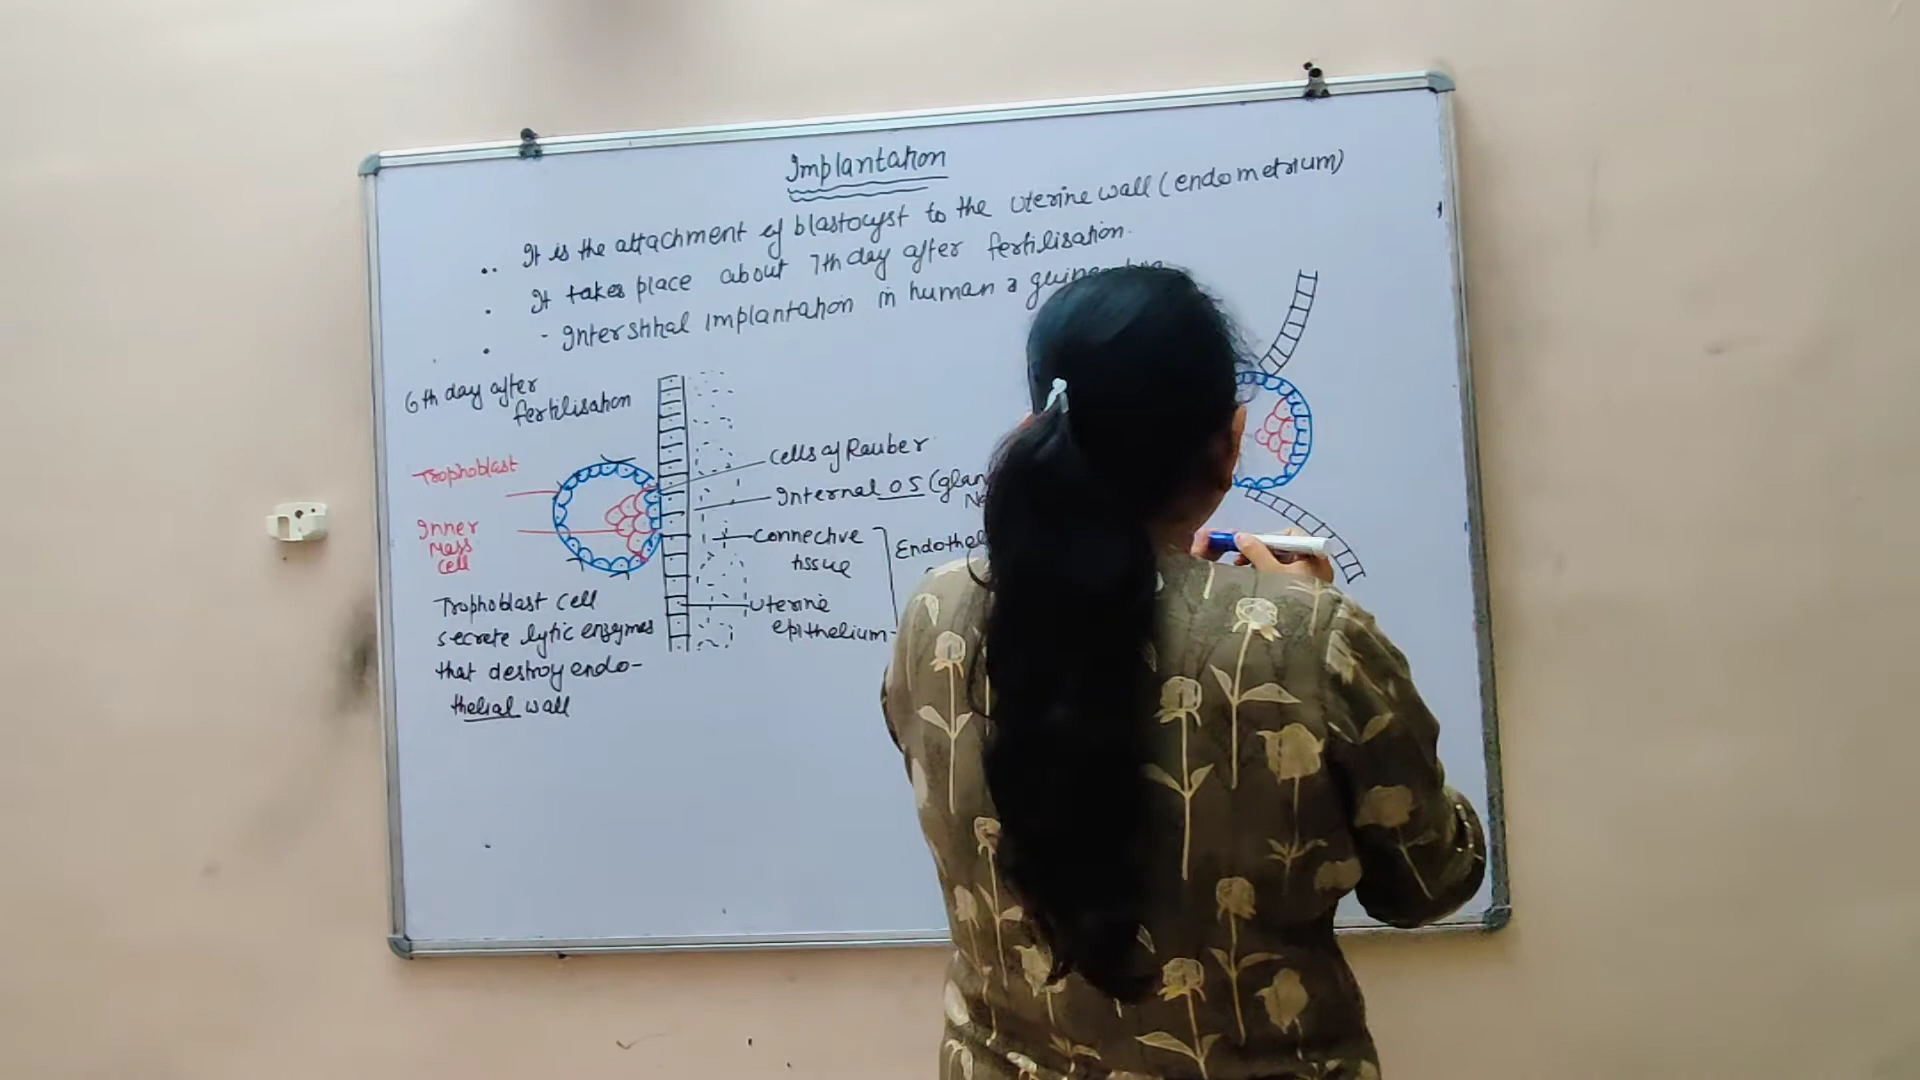 Implantation
It is the attachment of blastocyst to the uterine wall (endometrium)
It takes place about 7th day after fertilisation.
- Interstitial implantation in human & guinea
6th day after
fertilisation
Trophoblast
Inner
Mass
Cell
Cells of Rauber
Internal OS (glan
connective
tissue
Endothel
uterine
epithelium
Trophoblast cell
secrete lytic enzymes
that destroy endo-
thelial wall